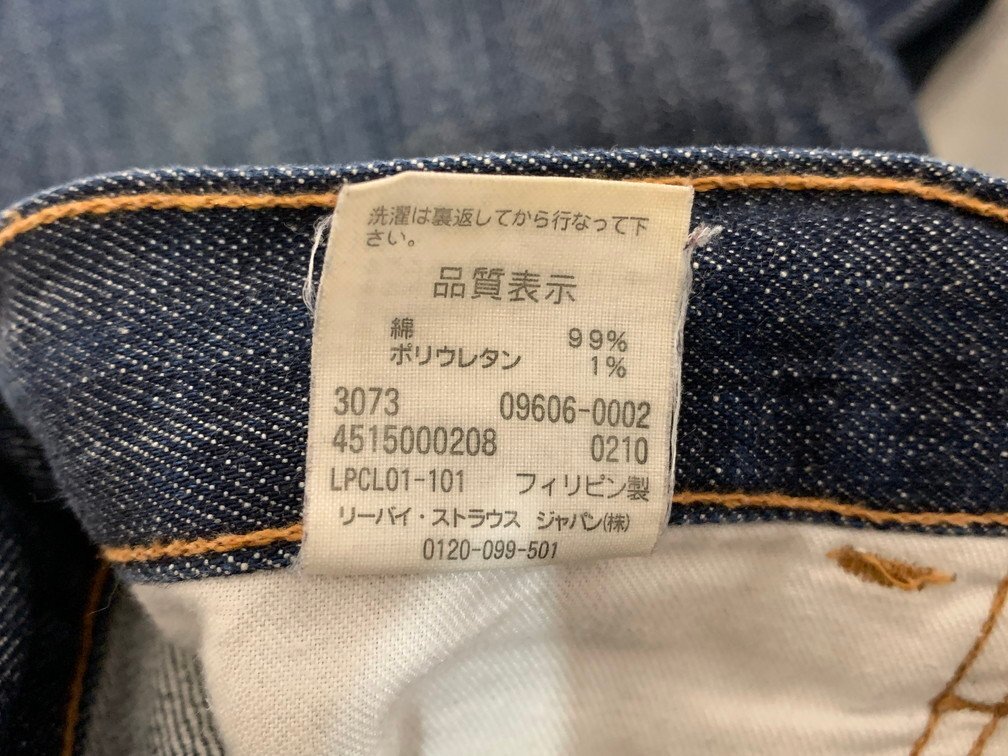 洗濯は裏返してから行なって下
さい。
品質表示
綿 99%
ポリウレタン 1%
3073 09606-0002
4515000208 0210
LPCL01-101 フィリピン製
リーバイ・ストラウス ジャパン(株)
0120-099-501